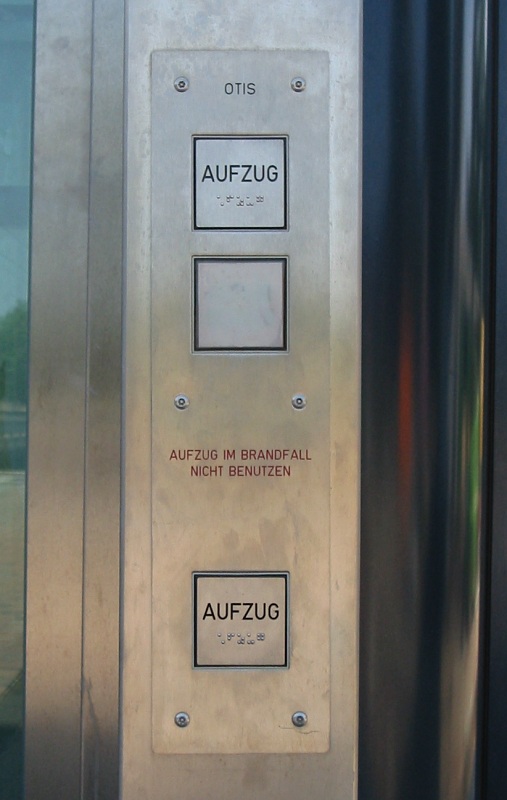 OTIS
AUFZUG
AUFZUG IM BRANDFALL
NICHT BENUTZEN
AUFZUG